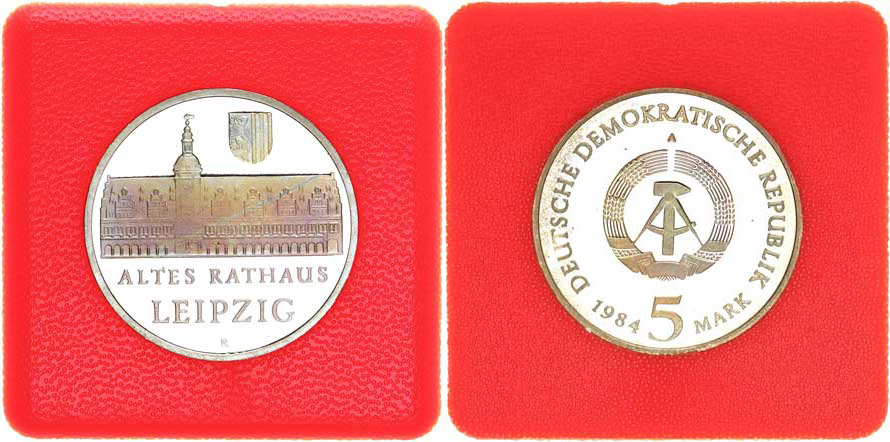 ALTES RATHAUS
LEIPZIG
DEUTSCHE DEMOKRATISCHE REPUBLIK
A
1984 5 MARK